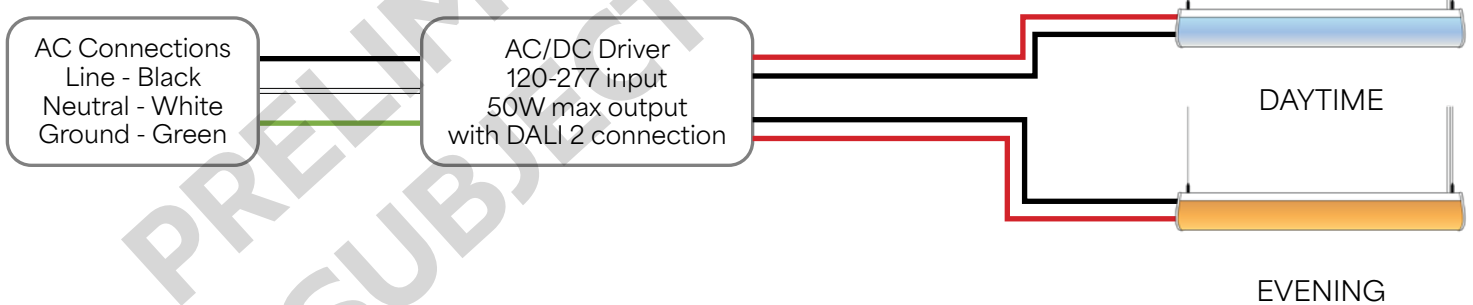 AC Connections
Line - Black
Neutral - White
Ground - Green
AC/DC Driver
120-277 input
50W max output
with DALI 2 connection
DAYTIME
EVENING
SUBJECT